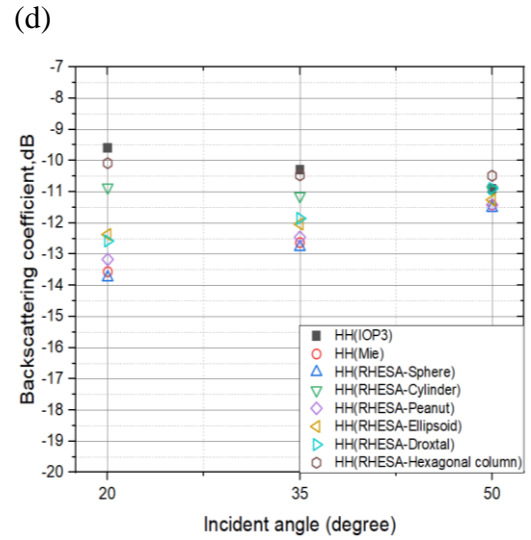 (d)
Backscattering coefficient,dB
-7
-8
-9
-10
-11
-12
-13
-14
-15
-16
-17
-18
-19
-20
HH(IOP3)
HH(Mie)
HH(RHESA-Sphere)
HH(RHESA-Cylinder)
HH(RHESA-Peanut)
HH(RHESA-Ellipsoid)
HH(RHESA-Droxtal)
HH(RHESA-Hexagonal column)
20
35
50
Incident angle (degree)